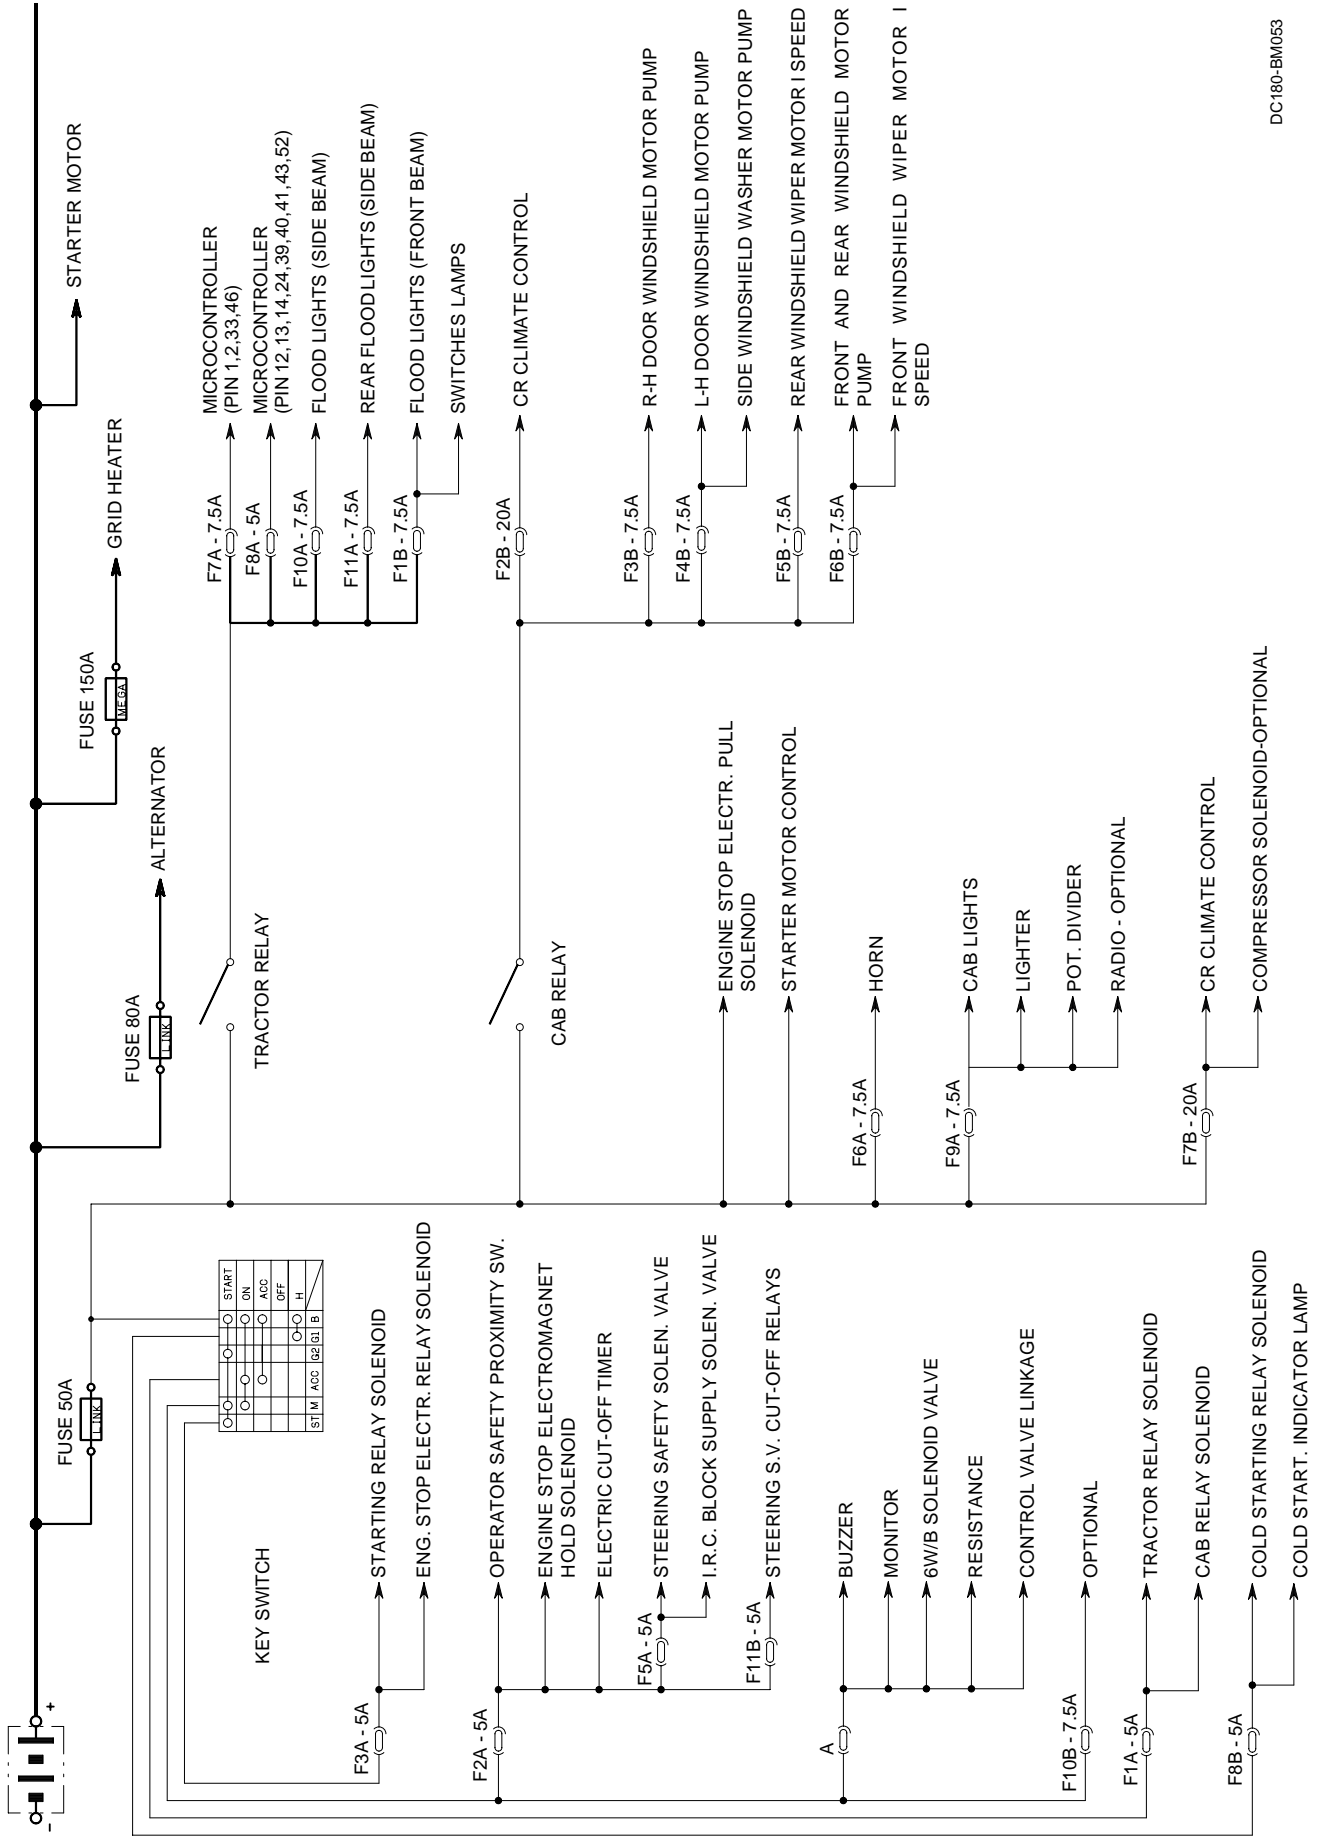 -
+
FUSE 50A
LINK
FUSE 80A
LINK
ALTERNATOR
FUSE 150A
MEGA
GRID HEATER
STARTER MOTOR
KEY SWITCH
START
ON
ACC
OFF
H
ST M ACC G2 G1 B
TRACTOR RELAY
F7A - 7.5A
MICROCONTROLLER
(PIN 1,2,33,46)
F8A - 5A
MICROCONTROLLER
(PIN 12,13,14,24,39,40,41,43,52)
F10A - 7.5A
FLOOD LIGHTS (SIDE BEAM)
F11A - 7.5A
REAR FLOODLIGHTS (SIDE BEAM)
F1B - 7.5A
FLOOD LIGHTS (FRONT BEAM)
SWITCHES LAMPS
CAB RELAY
F2B - 20A
CR CLIMATE CONTROL
F3B - 7.5A
R-H DOOR WINDSHIELD MOTOR PUMP
F4B - 7.5A
L-H DOOR WINDSHIELD MOTOR PUMP
SIDE WINDSHIELD WASHER MOTOR PUMP
F5B - 7.5A
REAR WINDSHIELD WIPER MOTOR I SPEED
F6B - 7.5A
FRONT AND REAR WINDSHIELD MOTOR
PUMP
FRONT WINDSHIELD WIPER MOTOR I
SPEED
ENGINE STOP ELECTR. PULL
SOLENOID
STARTER MOTOR CONTROL
F6A - 7.5A
HORN
F9A - 7.5A
CAB LIGHTS
LIGHTER
POT. DIVIDER
RADIO - OPTIONAL
F7B - 20A
CR CLIMATE CONTROL
COMPRESSOR SOLENOID-OPTIONAL
F3A - 5A
STARTING RELAY SOLENOID
ENG. STOP ELECTR. RELAY SOLENOID
F2A - 5A
OPERATOR SAFETY PROXIMITY SW.
ENGINE STOP ELECTROMAGNET
HOLD SOLENOID
ELECTRIC CUT-OFF TIMER
F5A - 5A
STEERING SAFETY SOLEN. VALVE
I.R.C. BLOCK SUPPLY SOLEN. VALVE
F11B - 5A
STEERING S.V. CUT-OFF RELAYS
A
BUZZER
MONITOR
6W/B SOLENOID VALVE
RESISTANCE
CONTROL VALVE LINKAGE
F10B - 7.5A
OPTIONAL
F1A - 5A
TRACTOR RELAY SOLENOID
CAB RELAY SOLENOID
F8B - 5A
COLD STARTING RELAY SOLENOID
COLD START. INDICATOR LAMP
DC180-BM053